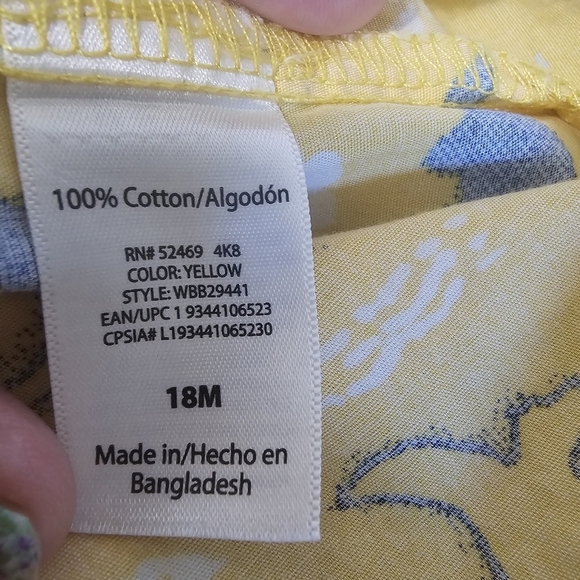 100% Cotton/Algodón
RN# 52469 4K8
COLOR: YELLOW
STYLE: WBB29441
EAN/UPC 1 9344106523
CPSIA# L193441065230
18M
Made in/Hecho en
Bangladesh